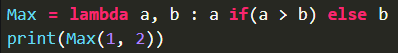 Max = lambda a, b : a if(a > b) else b
print(Max(1, 2))